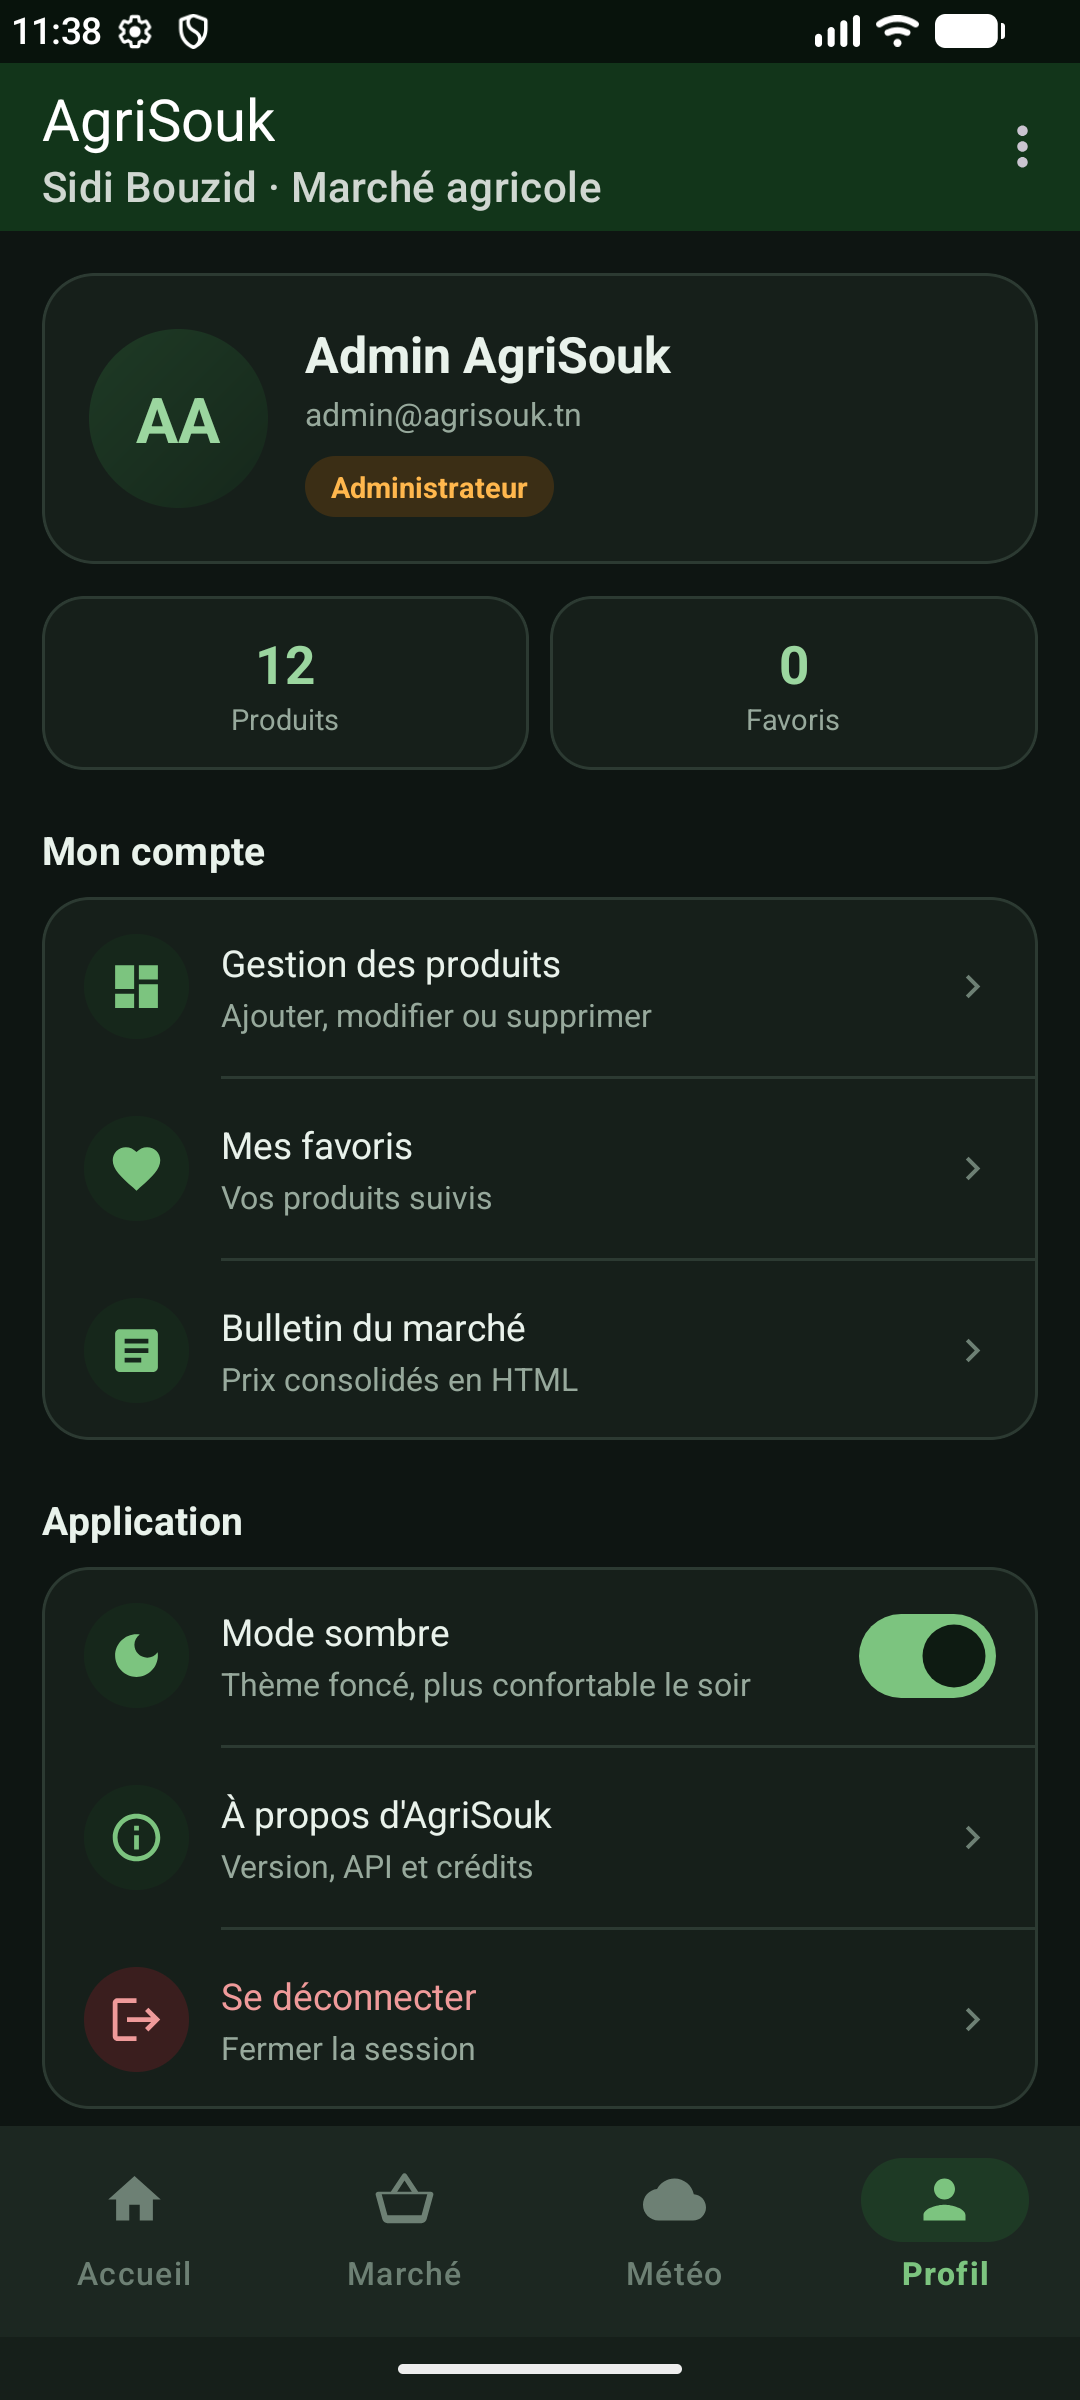 11:38
AgriSouk
Sidi Bouzid · Marché agricole
AA
Admin AgriSouk
admin@agrisouk.tn
Administrateur
12
Produits
0
Favoris
Mon compte
Gestion des produits
Ajouter, modifier ou supprimer
Mes favoris
Vos produits suivis
Bulletin du marché
Prix consolidés en HTML
Application
Mode sombre
Thème foncé, plus confortable le soir
À propos d'AgriSouk
Version, API et crédits
Se déconnecter
Fermer la session
Accueil
Marché
Météo
Profil